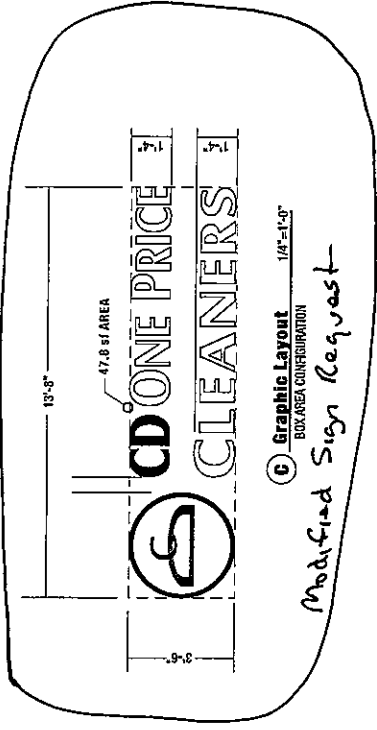 13'-8"
47.8 sf AREA
CD ONE PRICE
CLEANERS
1'-4"
1'-4"
3'-6"
C Graphic Layout 1/4"=1'-0"
BOX AREA CONFIGURATION
Modified Sign Request